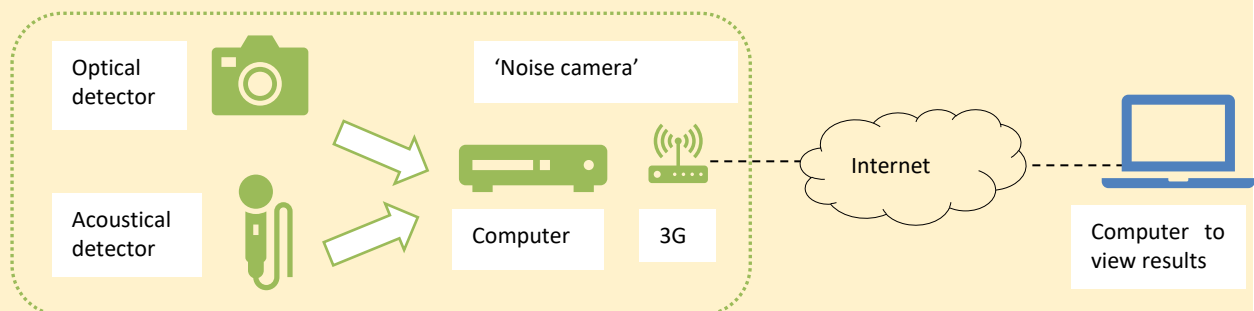 Optical
detector
'Noise camera'
Internet
Acoustical
detector
Computer
3G
Computer to
view results